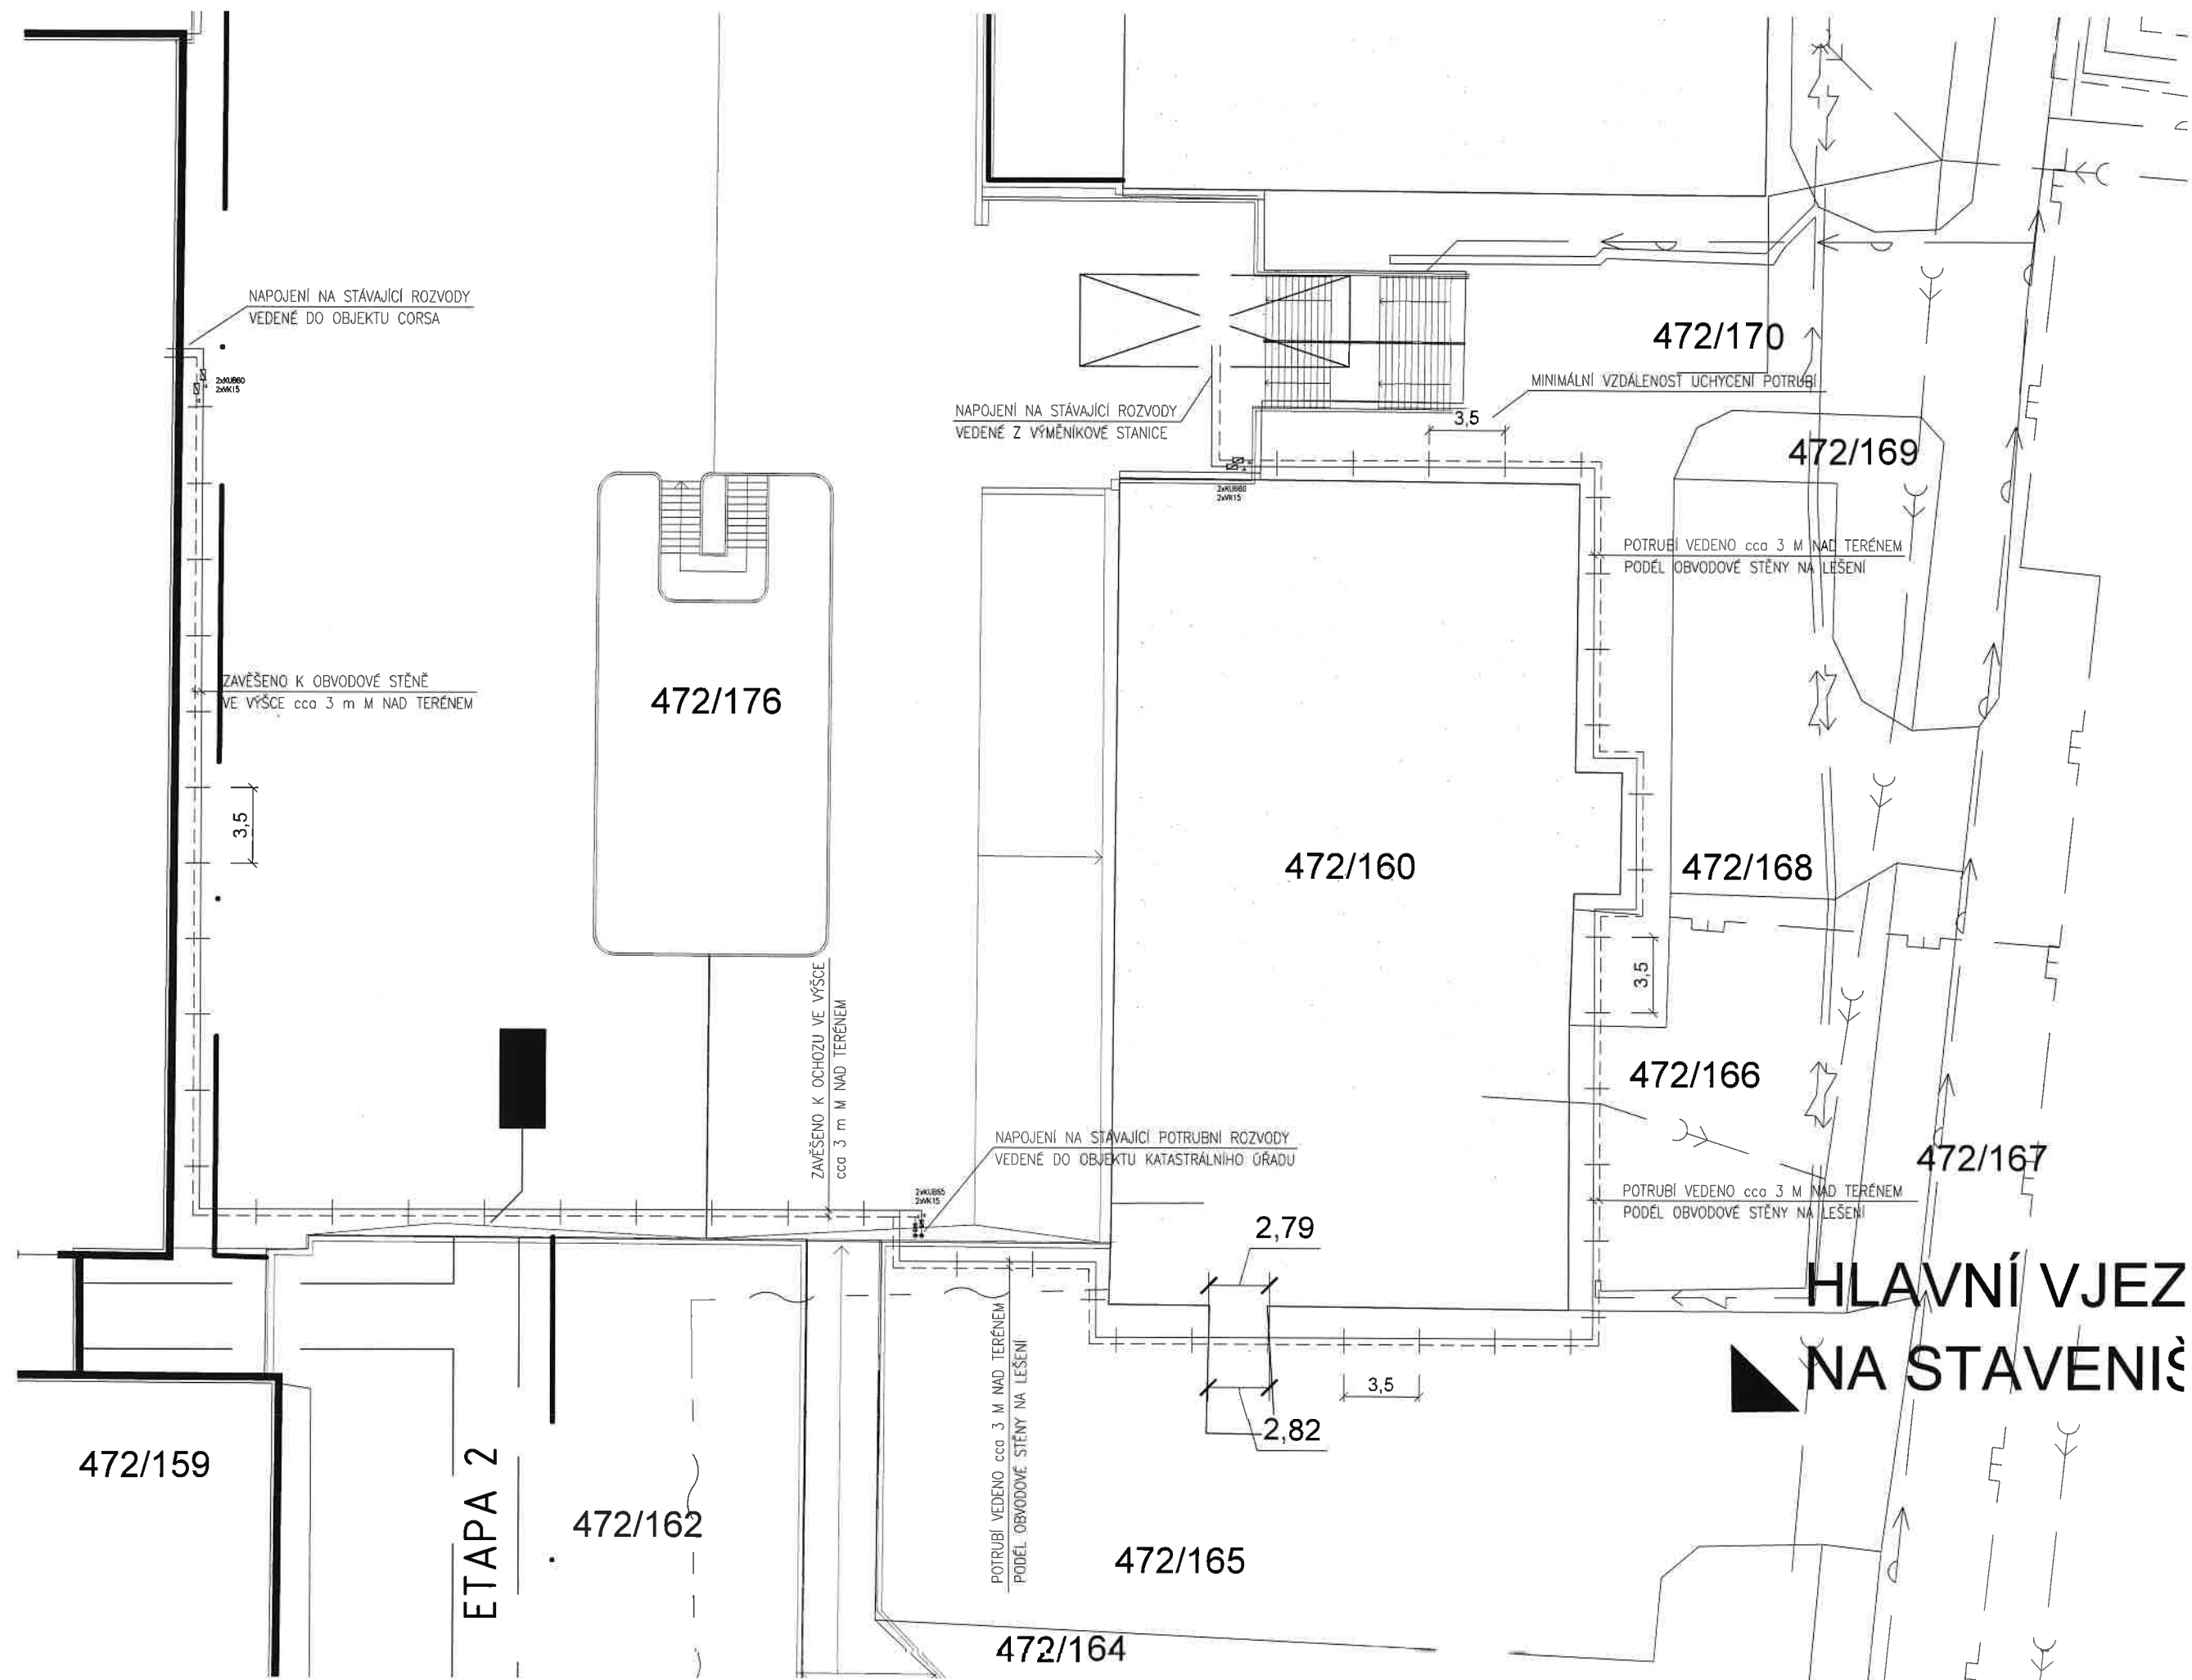 NAPOJENÍ NA STÁVAJÍCÍ ROZVODY
VEDENÉ DO OBJEKTU CORSA
2xKUB80
2xVK15
472/170
MINIMÁLNÍ VZDÁLENOST UCHYCENÍ POTRUBÍ
NAPOJENÍ NA STÁVAJÍCÍ ROZVODY
VEDENÉ Z VÝMĚNÍKOVÉ STANICE
3,5
472/169
2xKUB80
2xVK15
POTRUBÍ VEDENO cca 3 M NAD TERÉNEM
PODÉL OBVODOVÉ STĚNY NA LEŠENÍ
ZAVĚŠENO K OBVODOVÉ STĚNĚ
VE VÝŠCE cca 3 m M NAD TERÉNEM
472/176
3,5
472/160
472/168
ZAVĚŠENO K OCHOZU VE VÝŠCE
cca 3 m M NAD TERÉNEM
3,5
472/166
NAPOJENÍ NA STÁVAJÍCÍ POTRUBNÍ ROZVODY
VEDENÉ DO OBJEKTU KATASTRÁLNÍHO ÚŘADU
472/167
2xKUB65
2xVK15
POTRUBÍ VEDENO cca 3 M NAD TERÉNEM
PODÉL OBVODOVÉ STĚNY NA LEŠENÍ
2,79
HLAVNÍ VJEZ
NA STAVENIŠ
POTRUBÍ VEDENO cca 3 M NAD TERÉNEM
PODÉL OBVODOVÉ STĚNY NA LEŠENÍ
3,5
2,82
472/159
ETAPA 2
472/162
472/165
472/164